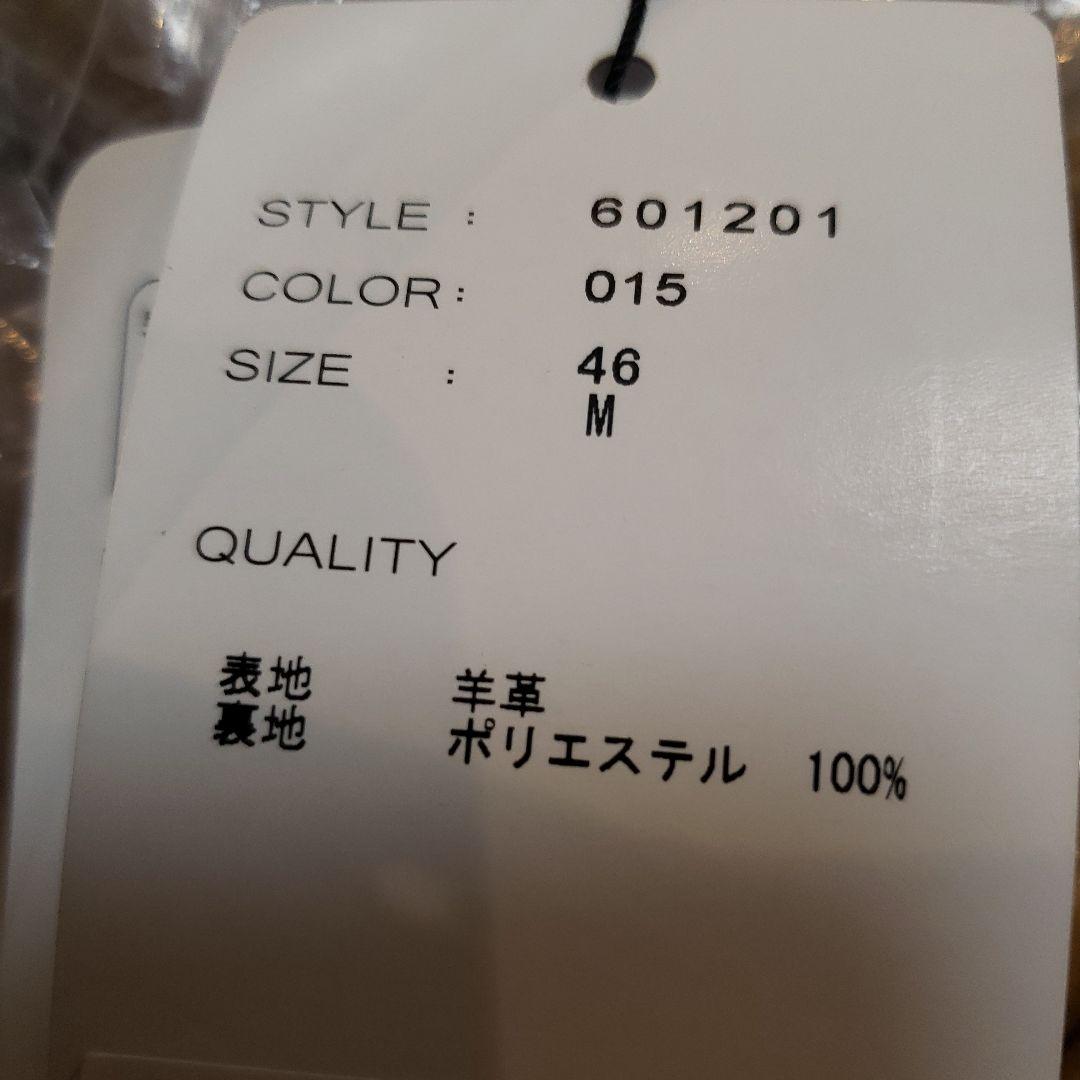 STYLE : 601201
COLOR : 015
SIZE : 46
M
QUALITY
表地 羊革
裏地 ポリエステル 100%